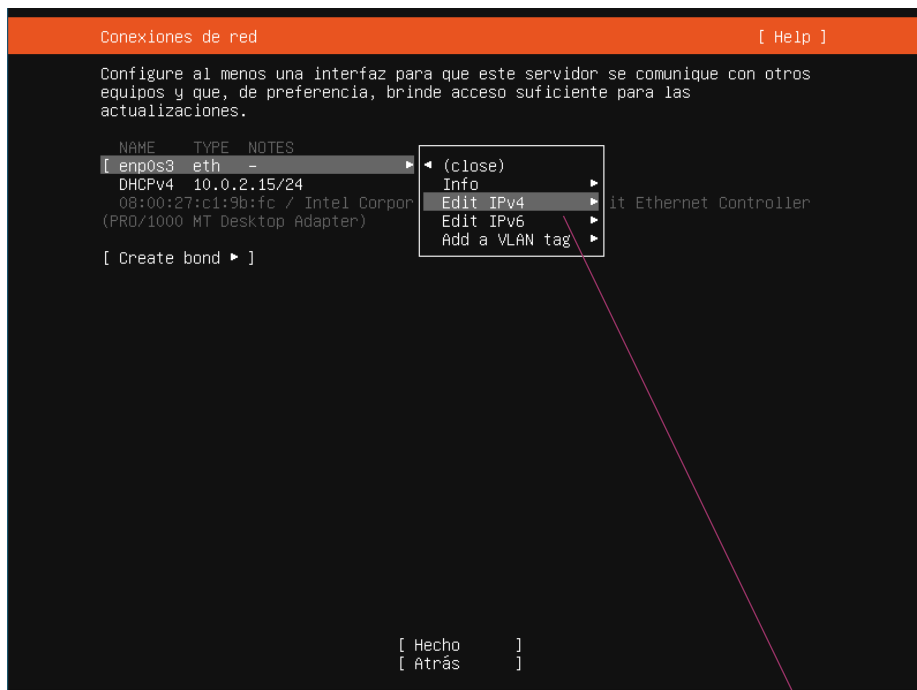 Conexiones de red [ Help ]
Configure al menos una interfaz para que este servidor se comunique con otros
equipos y que, de preferencia, brinde acceso suficiente para las
actualizaciones.
NAME TYPE NOTES
[ enp0s3 eth - ▸
◂ (close)
DHCPv4 10.0.2.15/24
Info ▸
08:00:27:c1:9b:fc / Intel Corpor
Edit IPv4 ▸
it Ethernet Controller
(PRO/1000 MT Desktop Adapter)
Edit IPv6 ▸
Add a VLAN tag ▸
[ Create bond ▸ ]
[ Hecho ]
[ Atrás ]